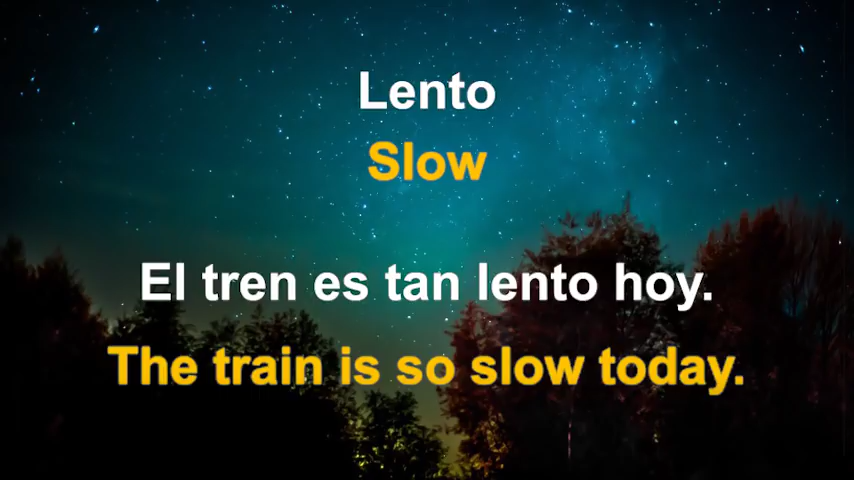 Lento
Slow
El tren es tan lento hoy.
The train is so slow today.